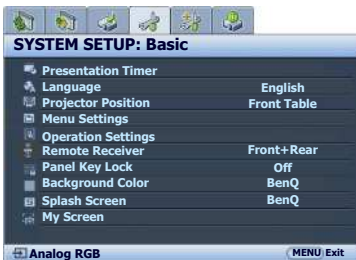 SYSTEM SETUP: Basic
Presentation Timer
Language English
Projector Position Front Table
Menu Settings
Operation Settings
Remote Receiver Front+Rear
Panel Key Lock Off
Background Color BenQ
Splash Screen BenQ
My Screen
Analog RGB MENU Exit